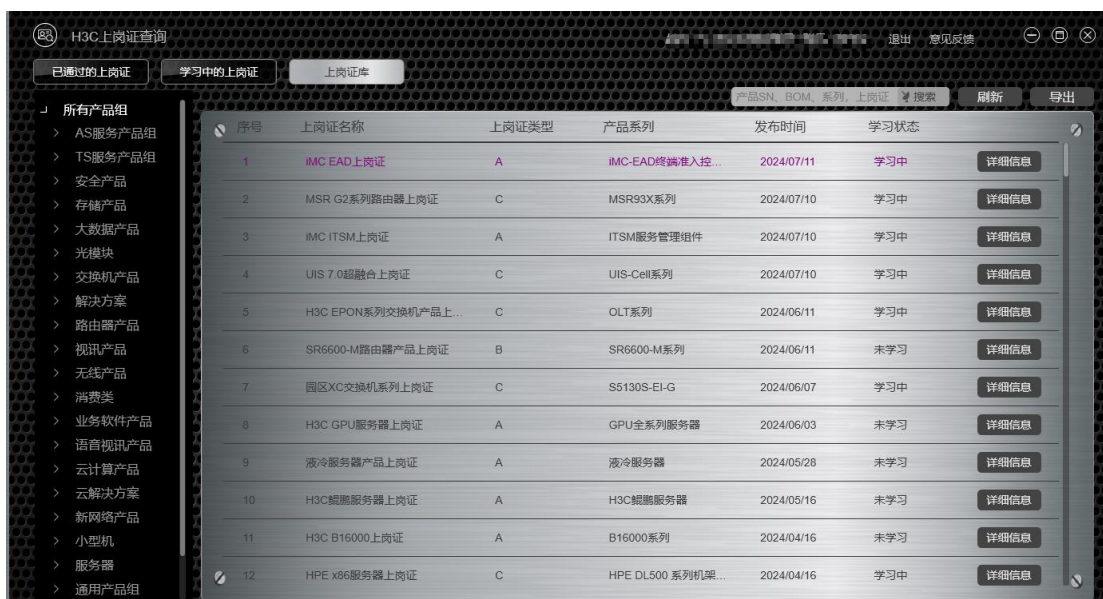 H3C上岗证查询
退出 意见反馈
已通过的上岗证 学习中的上岗证 上岗证库
产品SN、BOM、系列，上岗证 搜索 刷新 导出
所有产品组
AS服务产品组
TS服务产品组
安全产品
存储产品
大数据产品
光模块
交换机产品
解决方案
路由器产品
视讯产品
无线产品
消费类
业务软件产品
语音视讯产品
云计算产品
云解决方案
新网络产品
小型机
服务器
通用产品组
序号 上岗证名称 上岗证类型 产品系列 发布时间 学习状态
1 iMC EAD上岗证 A iMC-EAD终端准入控... 2024/07/11 学习中 详细信息
2 MSR G2系列路由器上岗证 C MSR93X系列 2024/07/10 学习中 详细信息
3 iMC ITSM上岗证 A ITSM服务管理组件 2024/07/10 学习中 详细信息
4 UIS 7.0超融合上岗证 C UIS-Cell系列 2024/07/10 学习中 详细信息
5 H3C EPON系列交换机产品上... C OLT系列 2024/06/11 学习中 详细信息
6 SR6600-M路由器产品上岗证 B SR6600-M系列 2024/06/11 未学习 详细信息
7 园区XC交换机系列上岗证 C S5130S-EI-G 2024/06/07 学习中 详细信息
8 H3C GPU服务器上岗证 A GPU全系列服务器 2024/06/03 未学习 详细信息
9 液冷服务器产品上岗证 A 液冷服务器 2024/05/28 未学习 详细信息
10 H3C鲲鹏服务器上岗证 A H3C鲲鹏服务器 2024/05/16 未学习 详细信息
11 H3C B16000上岗证 A B16000系列 2024/04/16 未学习 详细信息
12 HPE x86服务器上岗证 C HPE DL500 系列机架... 2024/04/16 学习中 详细信息